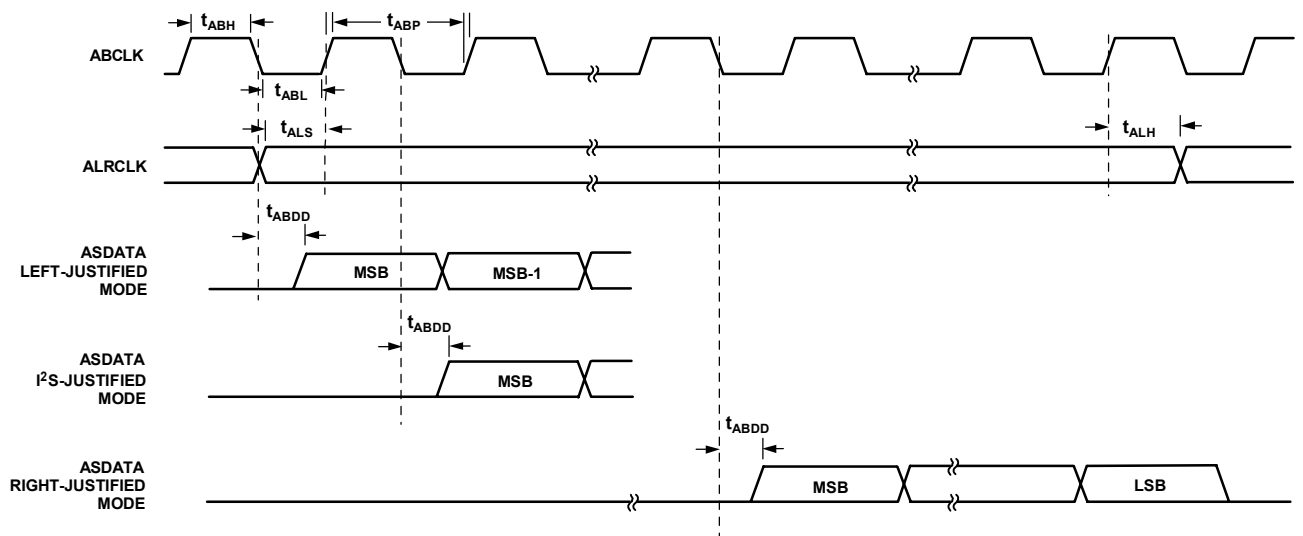 tABH
tABP
ABCLK
tABL
tALS
tALH
ALRCLK
tABDD
ASDATA
LEFT-JUSTIFIED
MODE
MSB
MSB-1
tABDD
ASDATA
I2S-JUSTIFIED
MODE
MSB
tABDD
ASDATA
RIGHT-JUSTIFIED
MODE
MSB
LSB